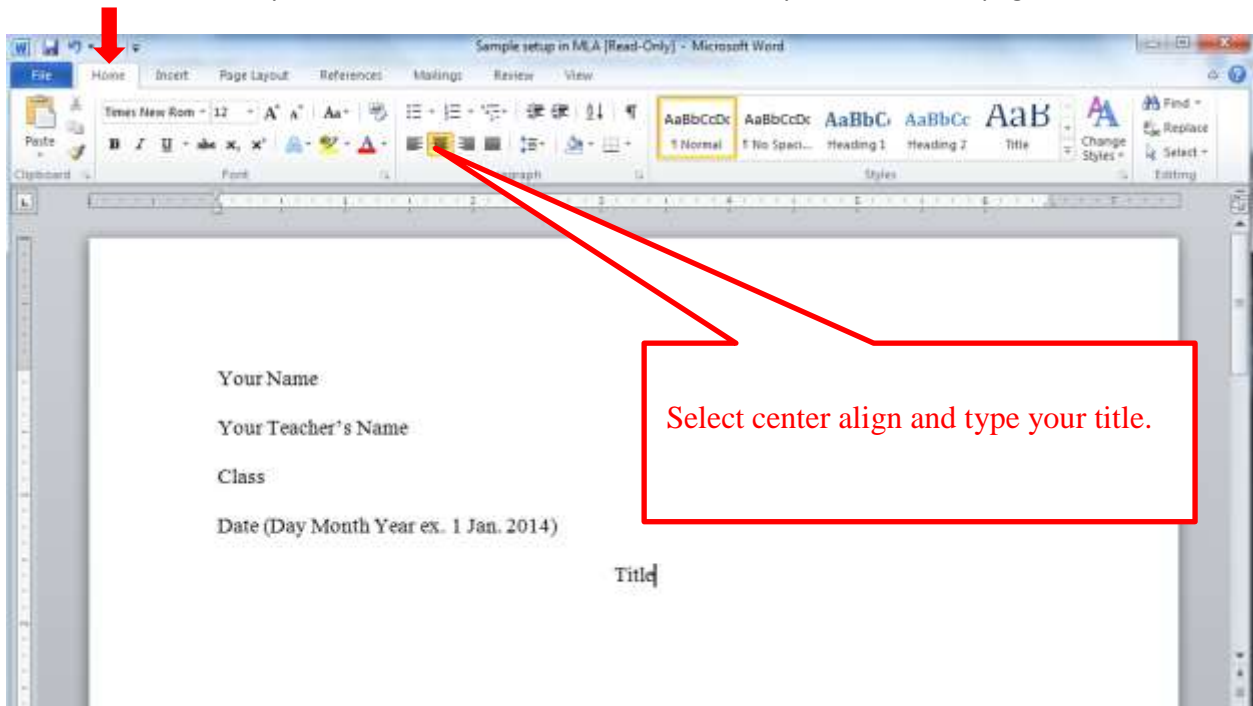 Sample setup in MLA [Read-Only] - Microsoft Word
File Home Insert Page Layout References Mailings Review View
Times New Rom 12 A A Aa
Find
Replace
Select
Editing
Paste
B I U abc x, x² A
AaBbCcDc AaBbCcDc AaBbC AaBbCc AaB
¶ Normal ¶ No Spaci... Heading 1 Heading 2 Title
Change
Styles
Clipboard Font Styles
Your Name
Your Teacher's Name
Class
Date (Day Month Year ex. 1 Jan. 2014)
Title
Select center align and type your title.